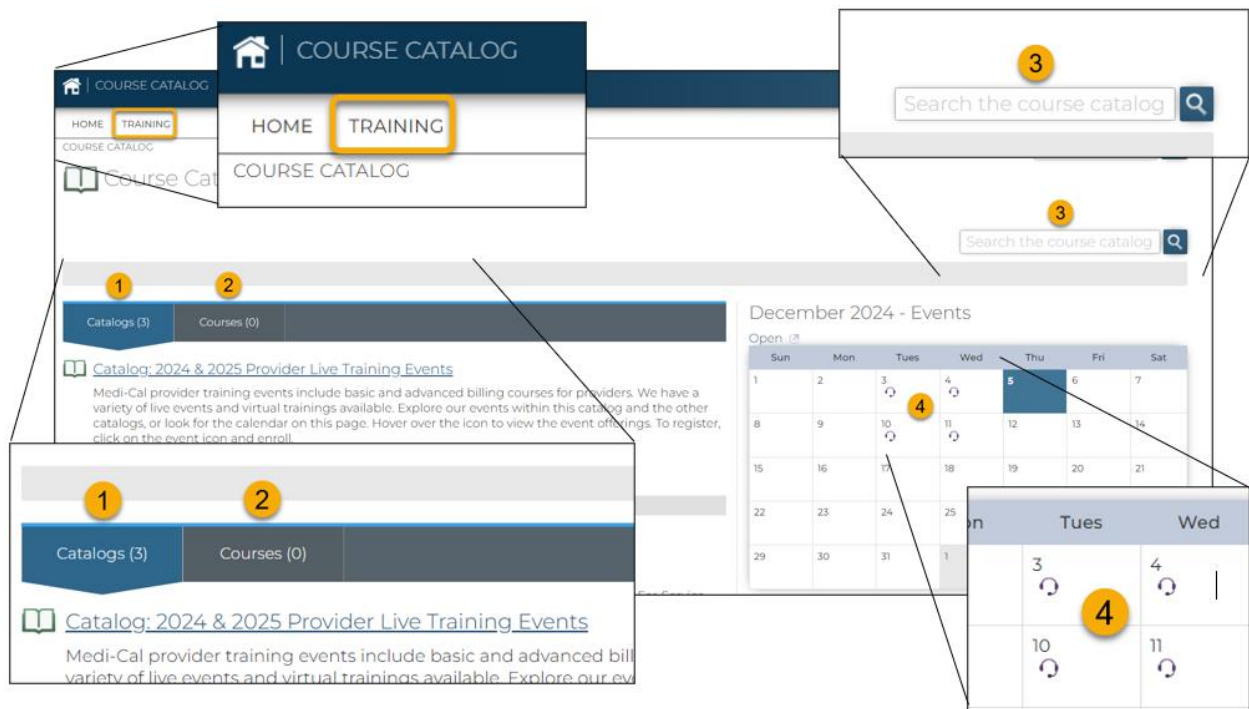 COURSE CATALOG
HOME TRAINING
COURSE CATALOG
Course Cat
COURSE CATALOG
HOME TRAINING
COURSE CATALOG
3
Search the course catalog
3
Search the course catalog
1
2
Catalogs (3) Courses (0)
Catalog: 2024 & 2025 Provider Live Training Events
Medi-Cal provider training events include basic and advanced billing courses for providers. We have a
variety of live events and virtual trainings available. Explore our events within this catalog and the other
catalogs, or look for the calendar on this page. Hover over the icon to view the event offerings. To register,
click on the event icon and enroll.
December 2024 - Events
Open
Sun Mon Tues Wed Thu Fri Sat
1 2 3 4 5 6 7
4
8 9 10 11 12 13 14
15 16 17 18 19 20 21
22 23 24 25
29 30 31 1
1
2
Catalogs (3) Courses (0)
Catalog: 2024 & 2025 Provider Live Training Events
Medi-Cal provider training events include basic and advanced bill
variety of live events and virtual trainings available. Explore our ev
on Tues Wed
3 4
4
10 11